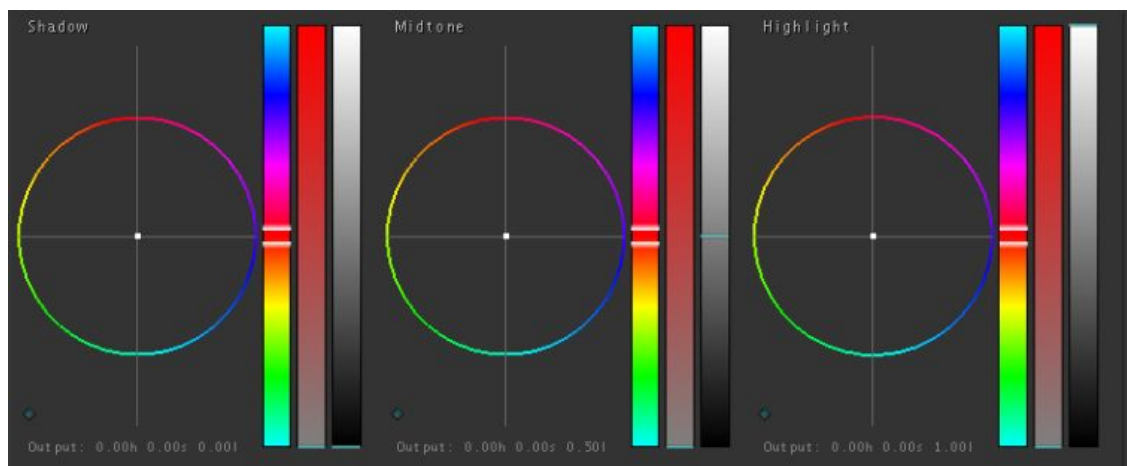 Shadow
Midtone
Highlight
Output: 0.00h 0.00s 0.00l
Output: 0.00h 0.00s 0.50l
Output: 0.00h 0.00s 1.00l